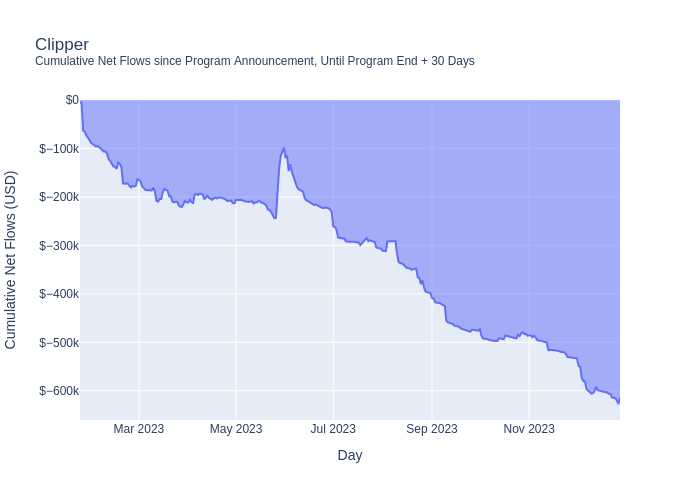 Clipper
Cumulative Net Flows since Program Announcement, Until Program End + 30 Days
$0
$−100k
$−200k
$−300k
$−400k
$−500k
$−600k
Cumulative Net Flows (USD)
Mar 2023 May 2023 Jul 2023 Sep 2023 Nov 2023
Day